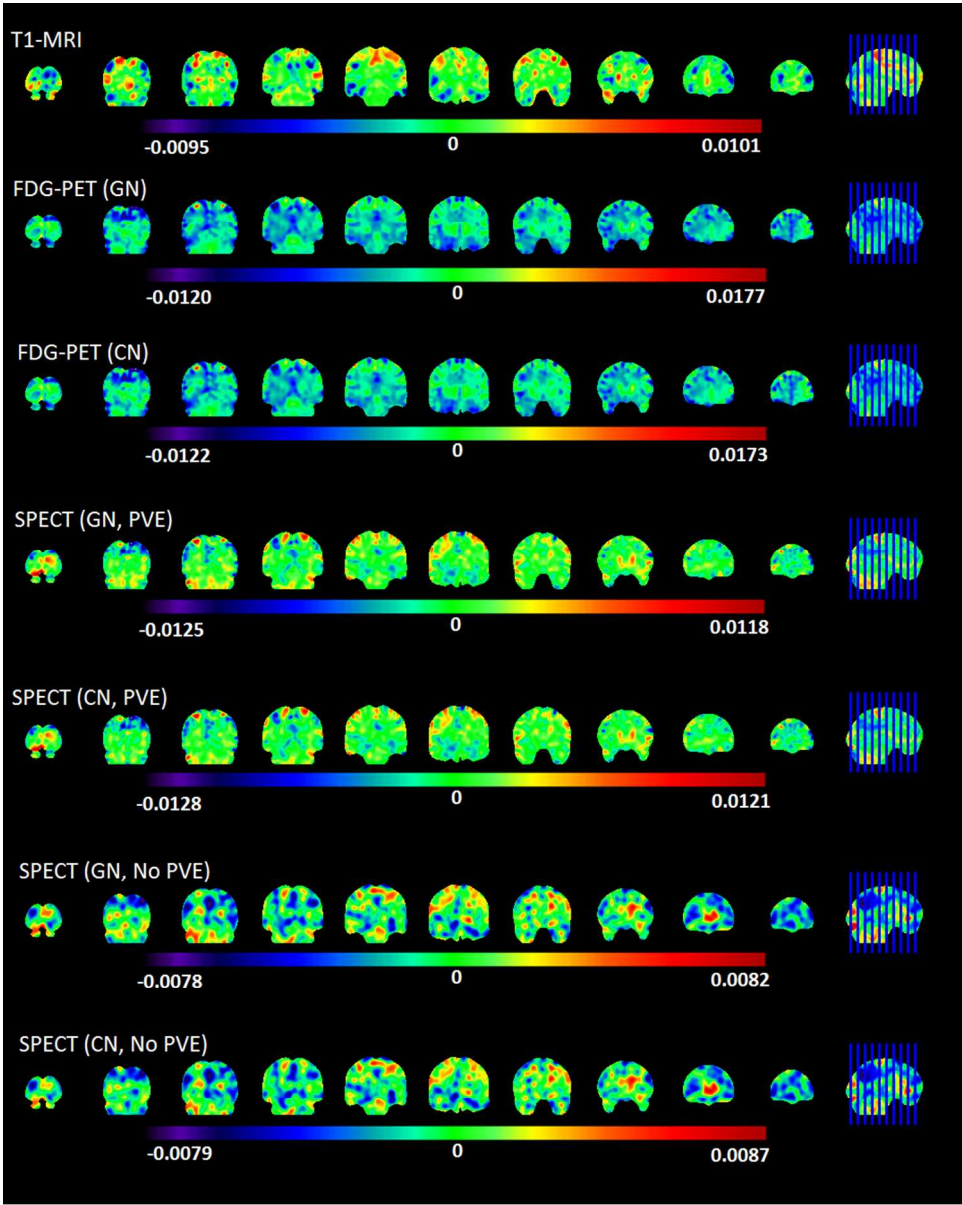 T1-MRI
-0.0095 0 0.0101
FDG-PET (GN)
-0.0120 0 0.0177
FDG-PET (CN)
-0.0122 0 0.0173
SPECT (GN, PVE)
-0.0125 0 0.0118
SPECT (CN, PVE)
-0.0128 0 0.0121
SPECT (GN, No PVE)
-0.0078 0 0.0082
SPECT (CN, No PVE)
-0.0079 0 0.0087